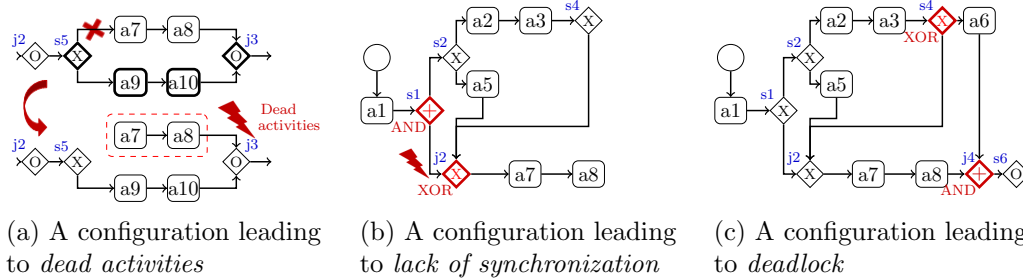 j2 O s5 X a7 a8 O j3
a9 a10
Dead
activities
a7 a8
j2 O s5 X O j3
a9 a10
(a) A configuration leading
to dead activities
a2 a3 s4 X
s2 X
a5
a1 s1 +
AND
j2 X a7 a8
XOR
(b) A configuration leading
to lack of synchronization
a2 a3 s4 X a6
XOR
s2 X
a5
a1 s1 X
j2 X a7 a8 j4 + s6 O
AND
(c) A configuration leading
to deadlock